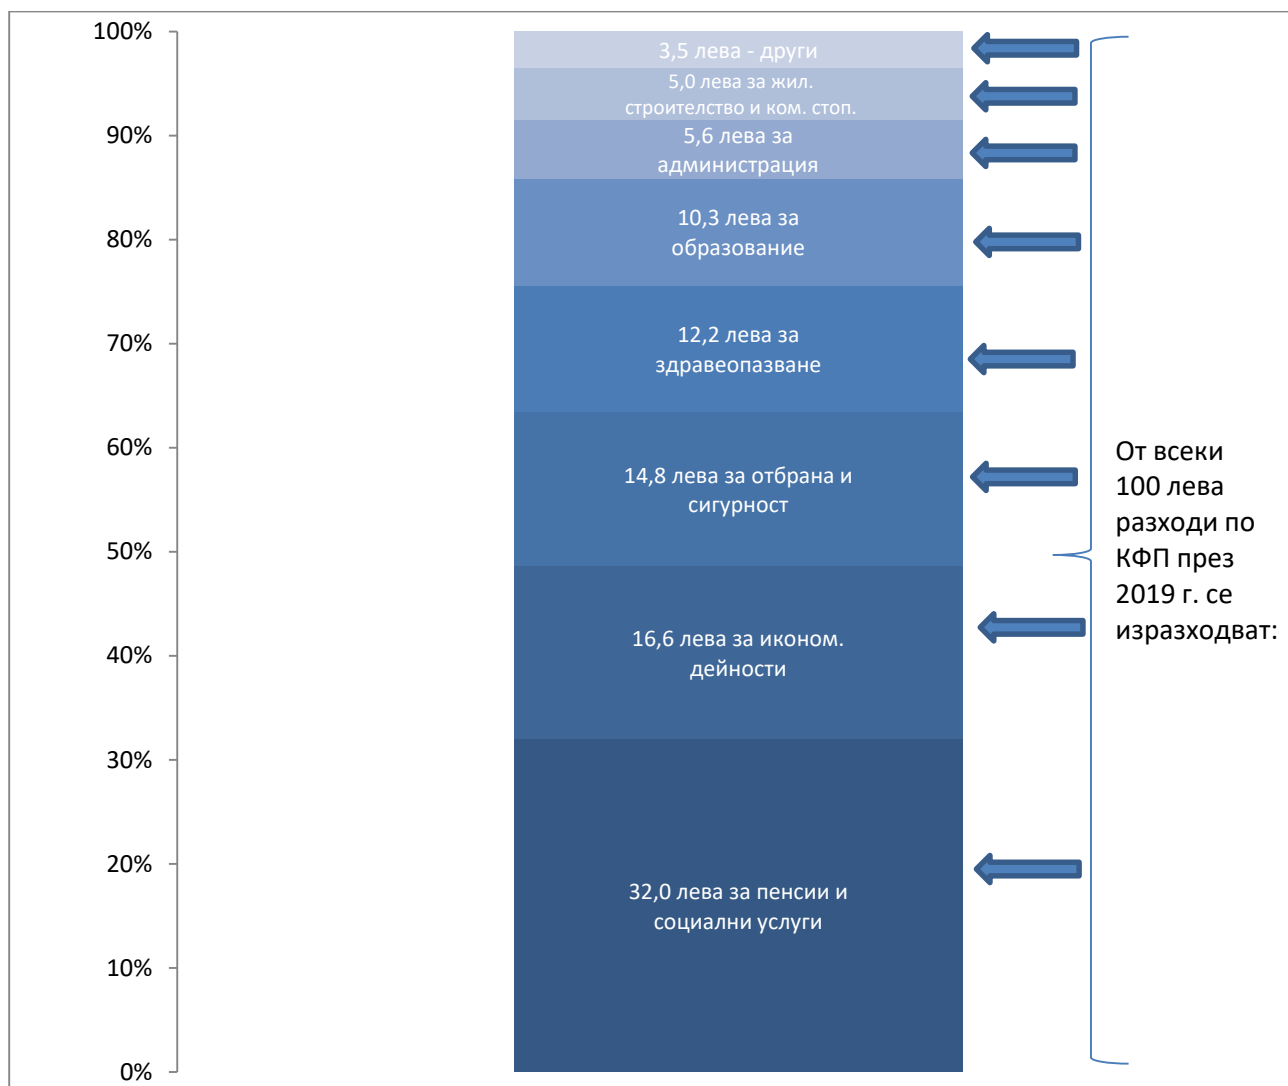 100%
90%
80%
70%
60%
50%
40%
30%
20%
10%
0%
3,5 лева - други
5,0 лева за жил.
строителство и ком. стоп.
5,6 лева за
администрация
10,3 лева за
образование
12,2 лева за
здравеопазване
14,8 лева за отбрана и
сигурност
16,6 лева за иконом.
дейности
32,0 лева за пенсии и
социални услуги
От всеки
100 лева
разходи по
КФП през
2019 г. се
изразходват: